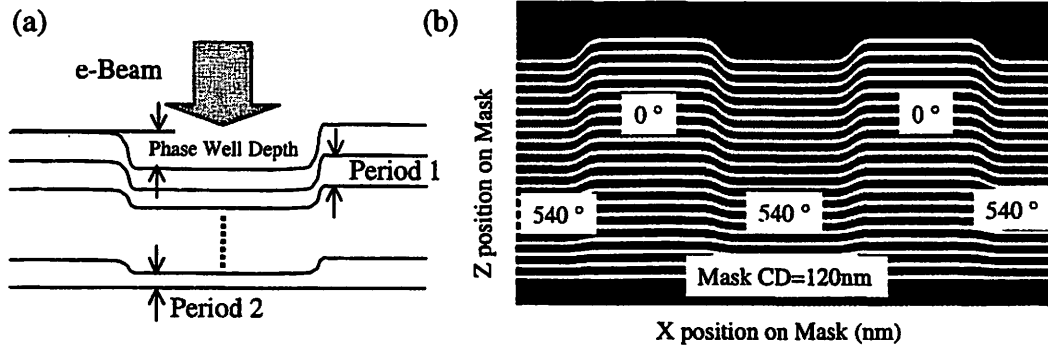 (a)
e-Beam
Phase Well Depth
Period 1
Period 2
(b)
Z position on Mask
0 °
0 °
540 °
540 °
540 °
Mask CD=120nm
X position on Mask (nm)